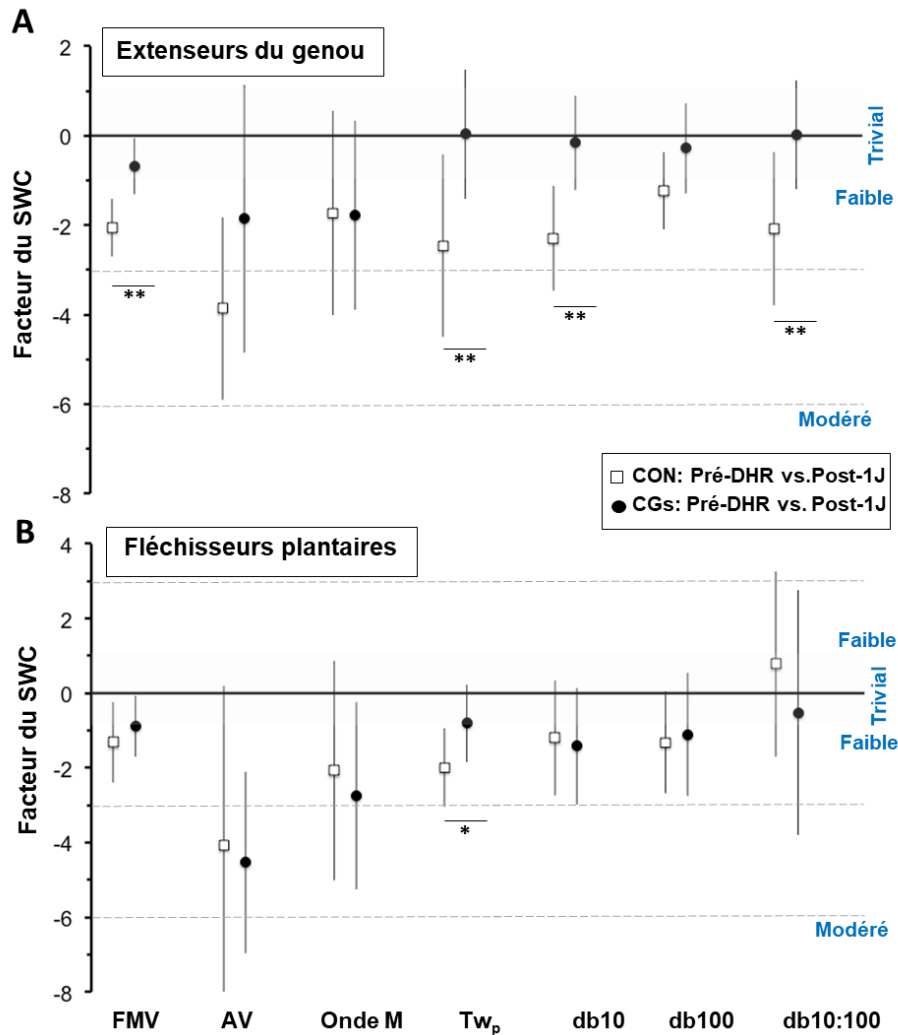 A
Extenseurs du genou
Facteur du SWC
2
0
-2
-4
-6
-8
Trivial
Faible
Modéré
**
**
**
**
CON: Pré-DHR vs.Post-1J
CGs: Pré-DHR vs. Post-1J
B
Fléchisseurs plantaires
Facteur du SWC
4
2
0
-2
-4
-6
-8
Faible
Trivial
Faible
Modéré
*
FMV AV Onde M Twp db10 db100 db10:100